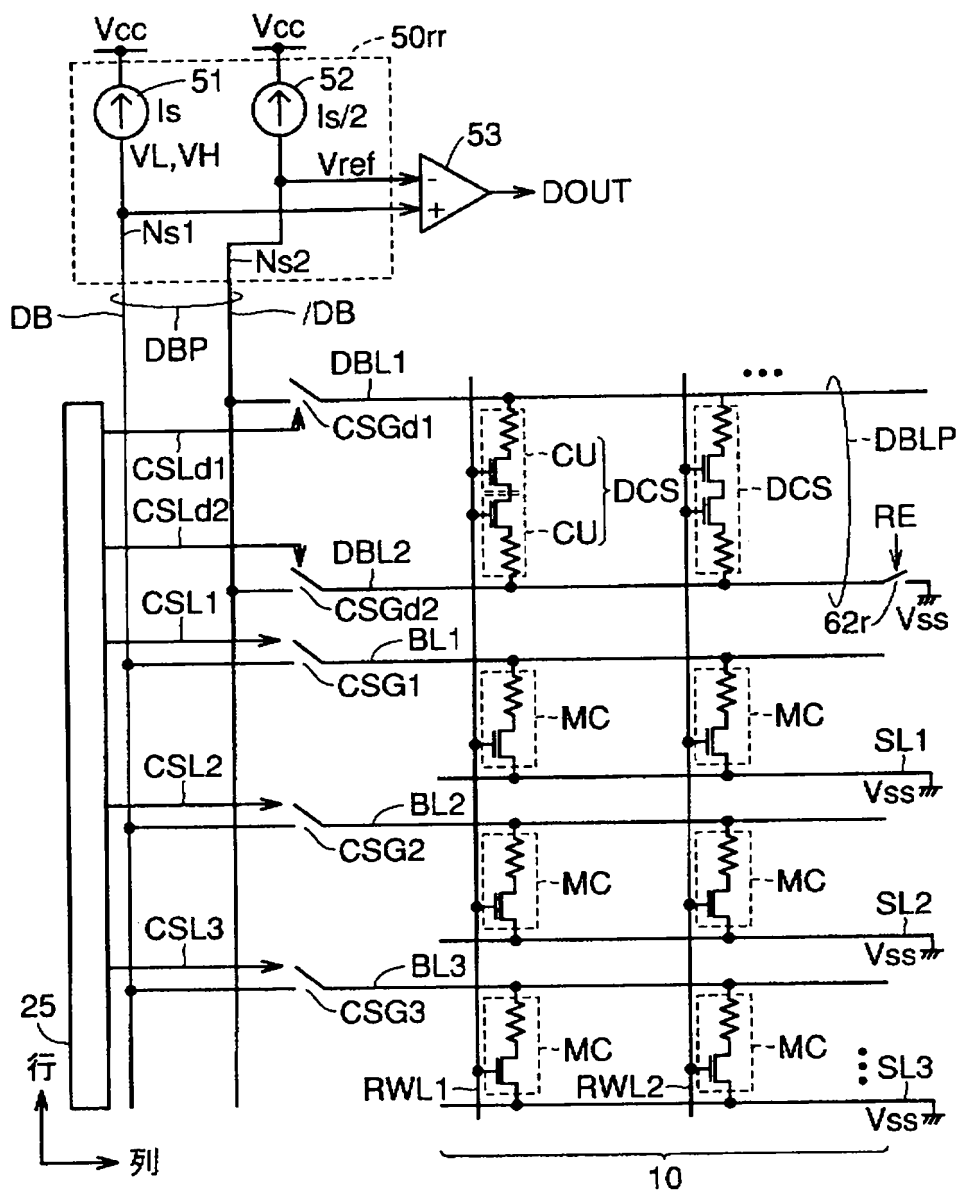 Vcc
Vcc
50rr
51
52
Is
Is/2
VL,VH
Vref
53
-
+
DOUT
Ns1
Ns2
DB
/DB
DBP
DBL1
CSGd1
CSLd1
CSLd2
DBL2
CSGd2
CU
CU
DCS
DCS
DBLP
RE
62r
Vss
CSL1
BL1
CSG1
MC
MC
SL1
Vss
CSL2
BL2
CSG2
MC
MC
SL2
Vss
CSL3
BL3
CSG3
MC
MC
SL3
Vss
25
行
列
RWL1
RWL2
10